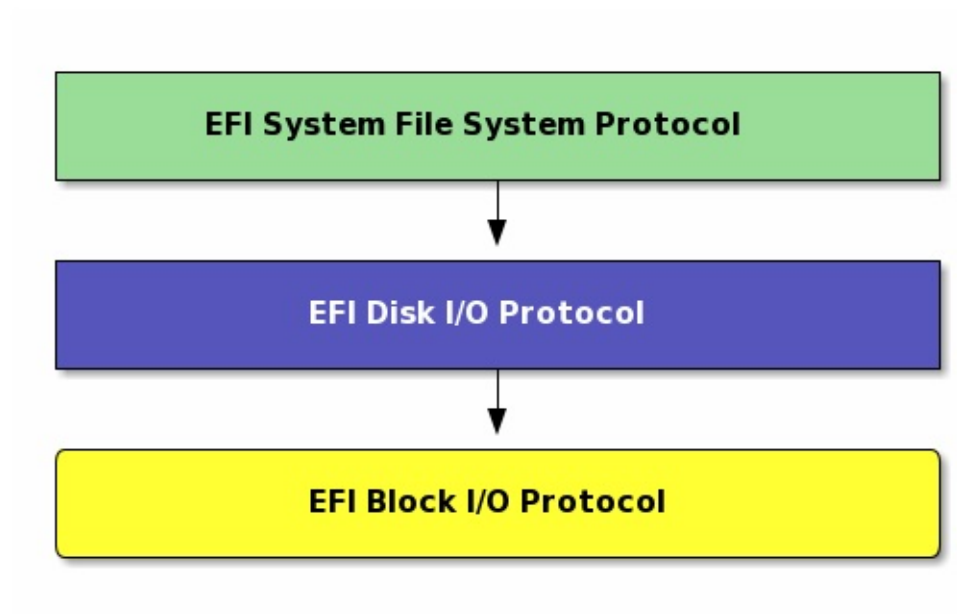 EFI System File System Protocol
EFI Disk I/O Protocol
EFI Block I/O Protocol